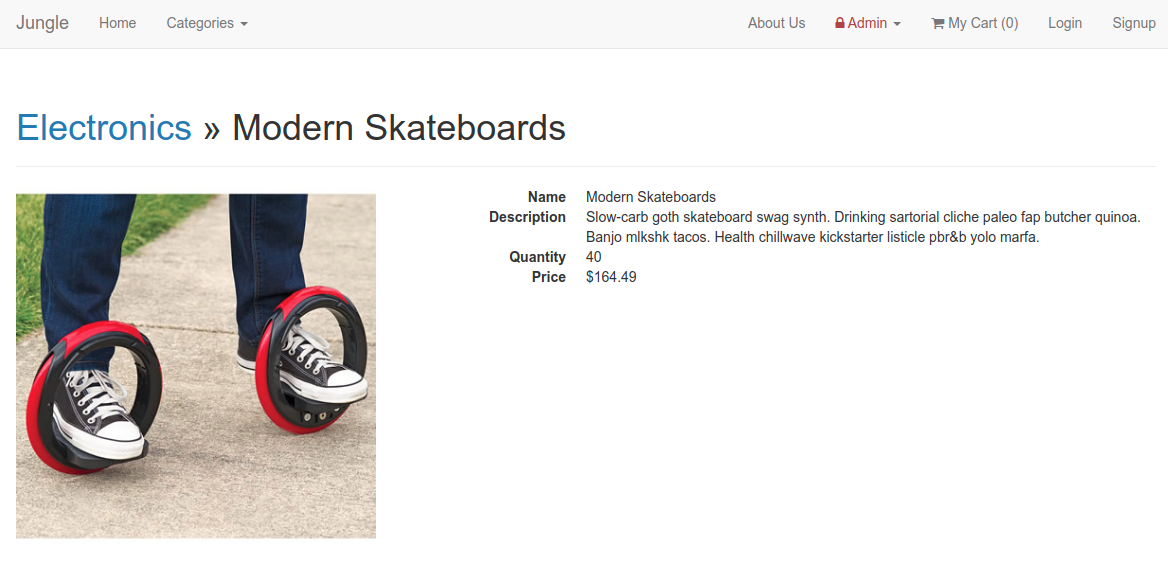 Jungle Home Categories About Us Admin My Cart (0) Login Signup
Electronics » Modern Skateboards
Name Modern Skateboards
Description Slow-carb goth skateboard swag synth. Drinking sartorial cliche paleo fap butcher quinoa.
Banjo mlkshk tacos. Health chillwave kickstarter listicle pbr&b yolo marfa.
Quantity 40
Price $164.49